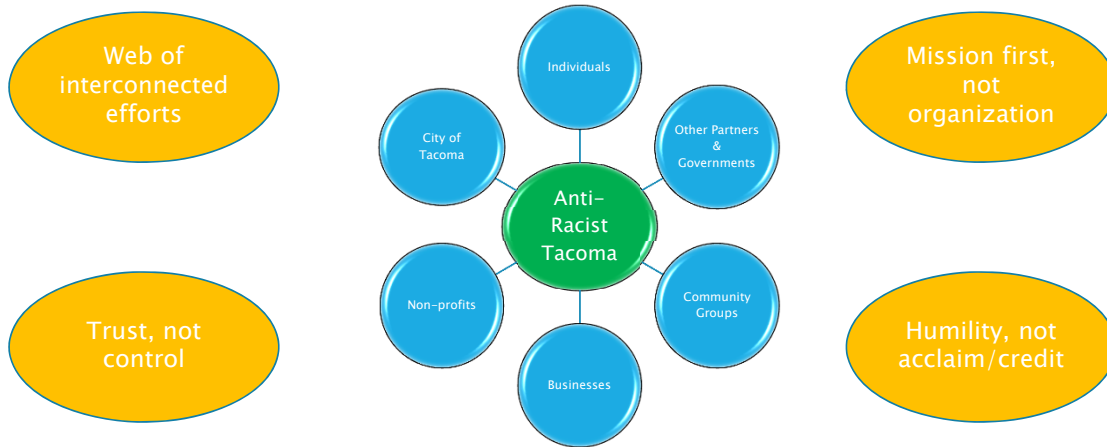 Web of
interconnected
efforts
Individuals
Mission first,
not
organization
City of
Tacoma
Other Partners
&
Governments
Anti-
Racist
Tacoma
Non-profits
Community
Groups
Trust, not
control
Businesses
Humility, not
acclaim/credit